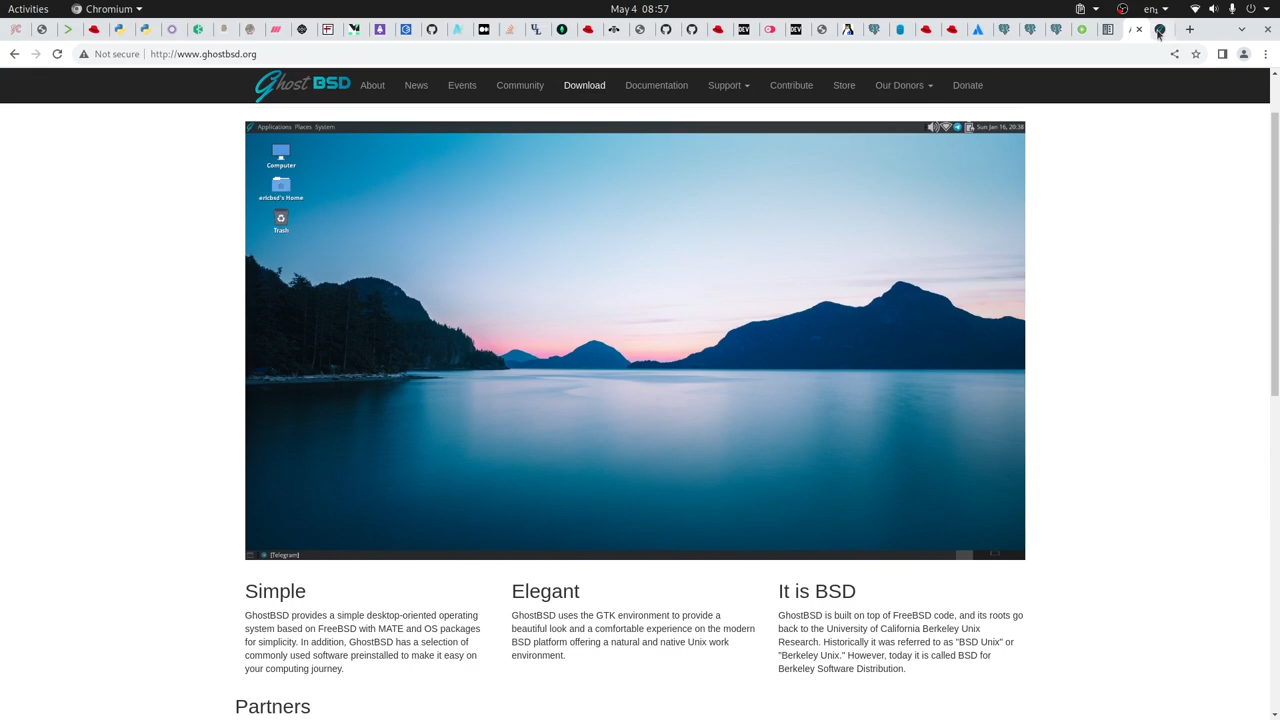 Activities
Chromium
May 4 08:57
Not secure
http://www.ghostbsd.org
Ghost BSD
About
News
Events
Community
Download
Documentation
Support
Contribute
Store
Our Donors
Donate
Applications Places System
Sun Jan 16, 20:38
Computer
ericbsd's Home
Trash
[Telegram]
Simple
GhostBSD provides a simple desktop-oriented operating
system based on FreeBSD with MATE and OS packages
for simplicity. In addition, GhostBSD has a selection of
commonly used software preinstalled to make it easy on
your computing journey.
Elegant
GhostBSD uses the GTK environment to provide a
beautiful look and a comfortable experience on the modern
BSD platform offering a natural and native Unix work
environment.
It is BSD
GhostBSD is built on top of FreeBSD code, and its roots go
back to the University of California Berkeley Unix
Research. Historically it was referred to as "BSD Unix" or
"Berkeley Unix." However, today it is called BSD for
Berkeley Software Distribution.
Partners